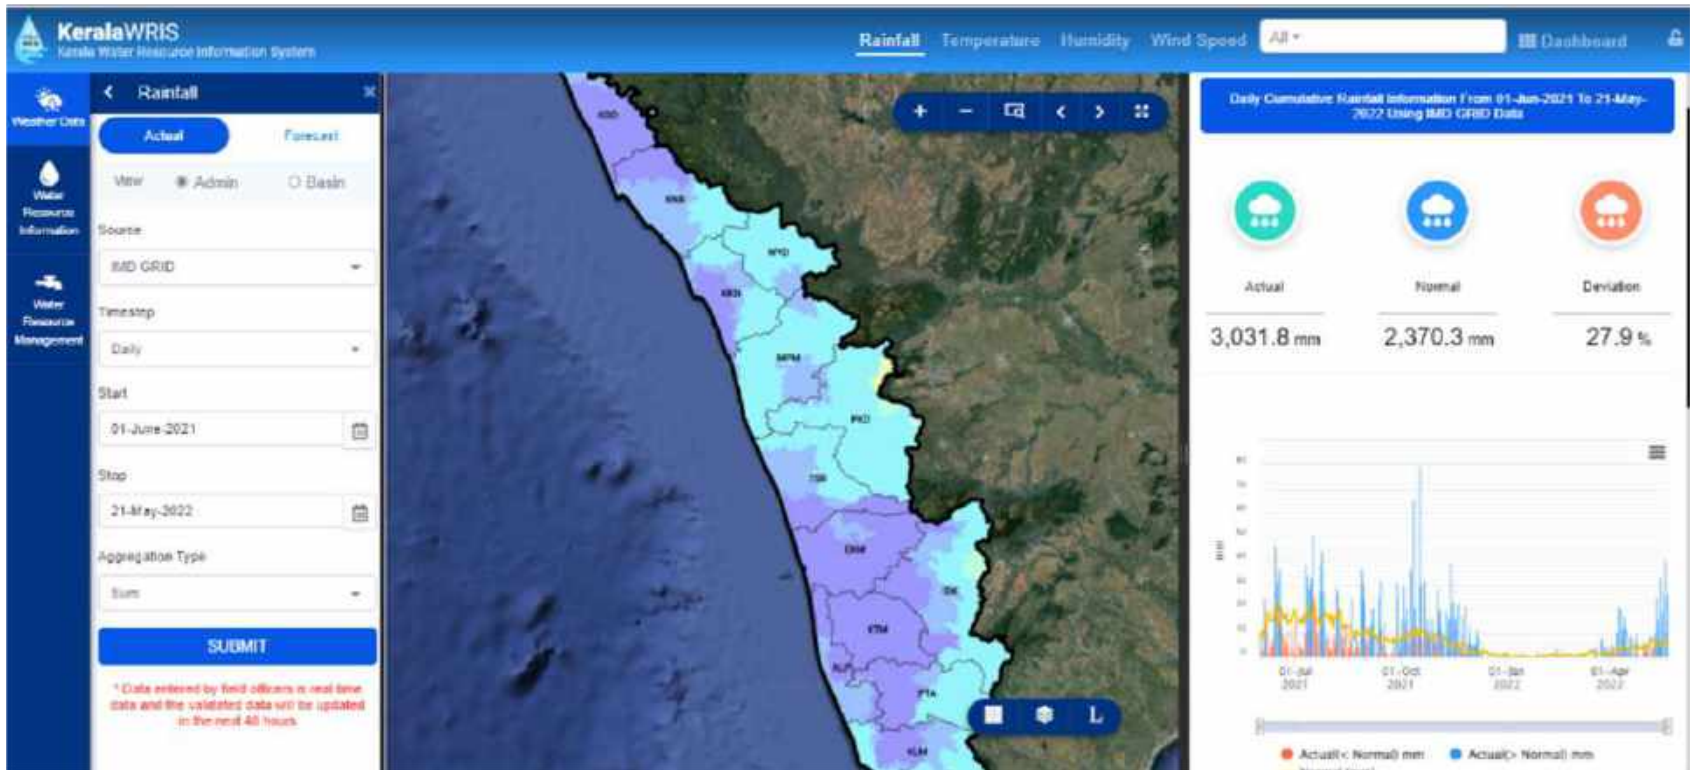 KeralaWRIS
Kerala Water Resource Information System
Rainfall Temperature Humidity Wind Speed All Dashboard
Weather Data
Water
Resource
Information
Water
Resource
Management
Rainfall
Actual Forecast
View Admin Basin
Source
IMD GRID
Timestep
Daily
Start
01-June-2021
Stop
21-May-2022
Aggregation Type
Sum
SUBMIT
* Data entered by field officers is real time
data and the validated data will be updated
in the next 48 hours
KSD
KNR
WYD
MPM
PKD
TSR
EKM
IDK
KTM
ALP
PTA
KLM
L
Daily Cumulative Rainfall Information From 01-Jun-2021 To 21-May-
2022 Using IMD GRID Data
Actual Normal Deviation
3,031.8 mm 2,370.3 mm 27.9 %
mm
01-Jul 01-Oct 01-Jan 01-Apr
2021 2021 2022 2022
Actual(< Normal) mm Actual(> Normal) mm